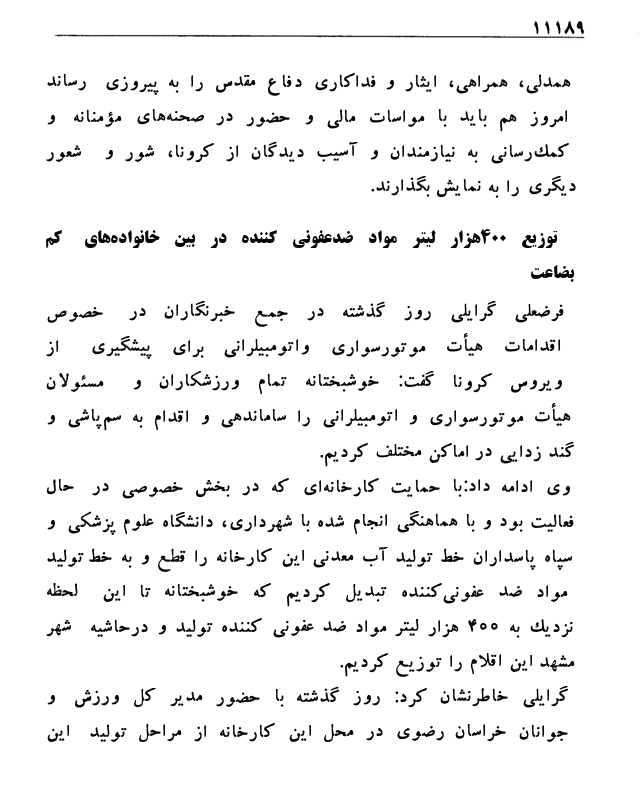 ۱۱۱۸۹
همدلی، همراهی، ایثار و فداکاری دفاع مقدس را به پیروزی رساند
امروز هم باید با مواسات مالی و حضور در صحنه‌های مؤمنانه و
کمك‌رسانی به نیازمندان و آسیب دیدگان از کرونا، شور و شعور
دیگری را به نمایش بگذارند.
توزیع ۴۰۰هزار لیتر مواد ضدعفونی کننده در بین خانواده‌های کم
بضاعت
فرضعلی گرایلی روز گذشته در جمع خبرنگاران در خصوص
اقدامات هیأت موتورسواری واتومبیلرانی برای پیشگیری از
ویروس کرونا گفت: خوشبختانه تمام ورزشکاران و مسئولان
هیأت موتورسواری و اتومبیلرانی را ساماندهی و اقدام به سم‌پاشی و
گند زدایی در اماکن مختلف کردیم.
وی ادامه داد:با حمایت کارخانه‌ای که در بخش خصوصی در حال
فعالیت بود و با هماهنگی انجام شده با شهرداری، دانشگاه علوم پزشکی و
سپاه پاسداران خط تولید آب معدنی این کارخانه را قطع و به خط تولید
مواد ضد عفونی‌کننده تبدیل کردیم که خوشبختانه تا این لحظه
نزدیك به ۴۰۰ هزار لیتر مواد ضد عفونی کننده تولید و درحاشیه شهر
مشهد این اقلام را توزیع کردیم.
گرایلی خاطرنشان کرد: روز گذشته با حضور مدیر کل ورزش و
جوانان خراسان رضوی در محل این کارخانه از مراحل تولید این